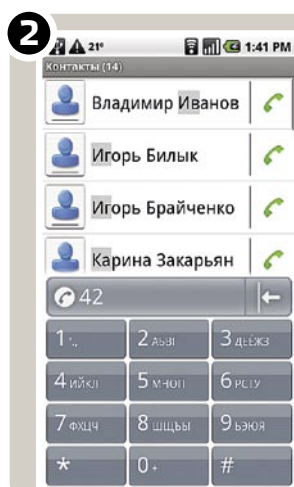 2
21° 1:41 PM
Контакты (14)
Владимир Иванов
Игорь Билык
Игорь Брайченко
Карина Закарьян
42
1 2 АБВГ 3 ДЕЁЖЗ
4 ИЙКЛ 5 МНОП 6 РСТУ
7 ФХЦЧ 8 ШЩЪЫ 9 ЬЭЮЯ
* 0+ #